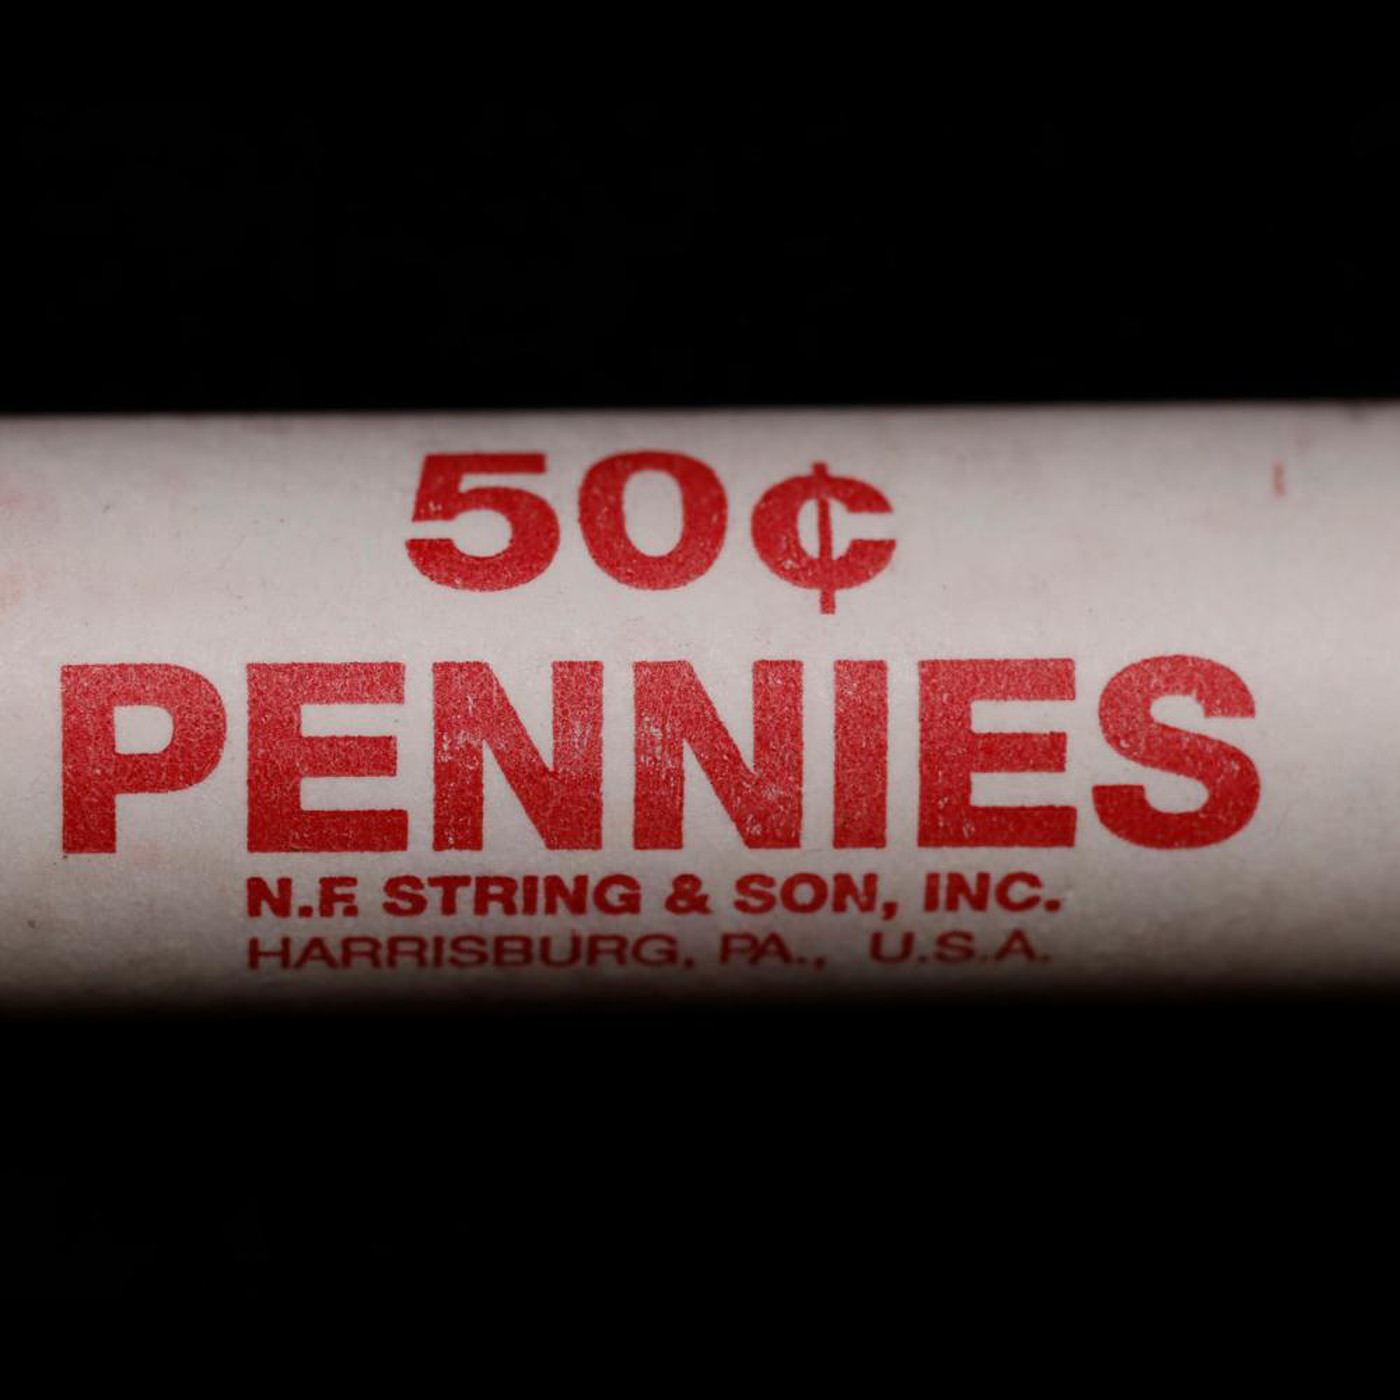 50¢
PENNIES
N.F. STRING & SON, INC.
HARRISBURG, PA., U.S.A.